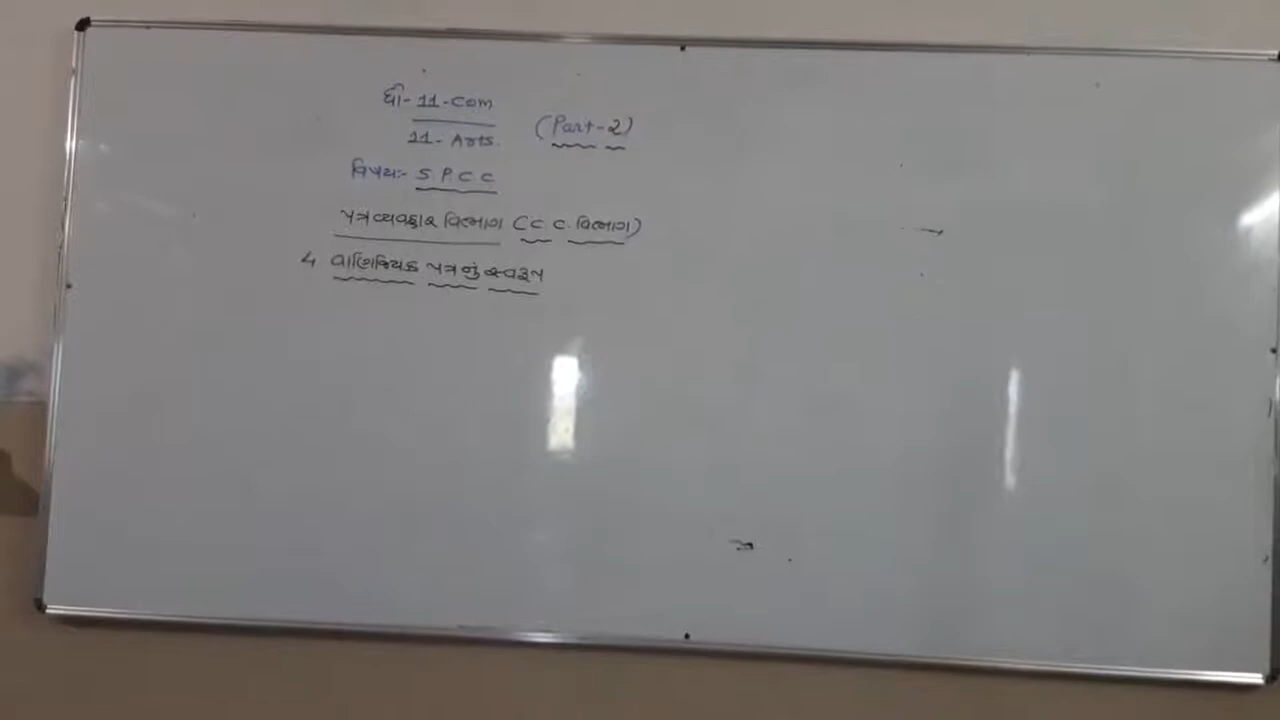 ધો-11-Com
11-Arts. (Part-2)
વિષય:- S P. C C
પત્રવ્યવહાર વિભાગ (C C. વિભાગ)
4 વાણિજ્યિક પત્રનું સ્વરૂપ